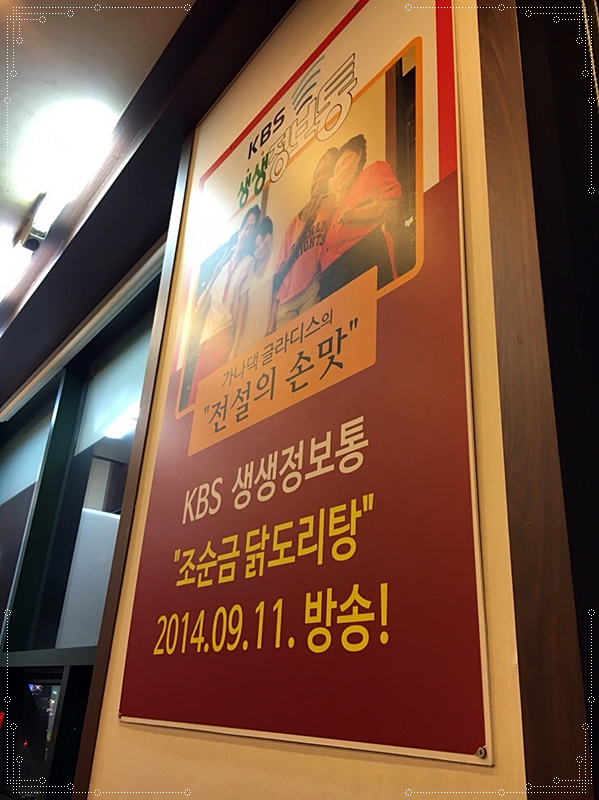 KBS
생생정보통
가나댁 글라디스의
"전설의 손맛"
KBS 생생정보통
"조순금 닭도리탕"
2014.09.11. 방송!